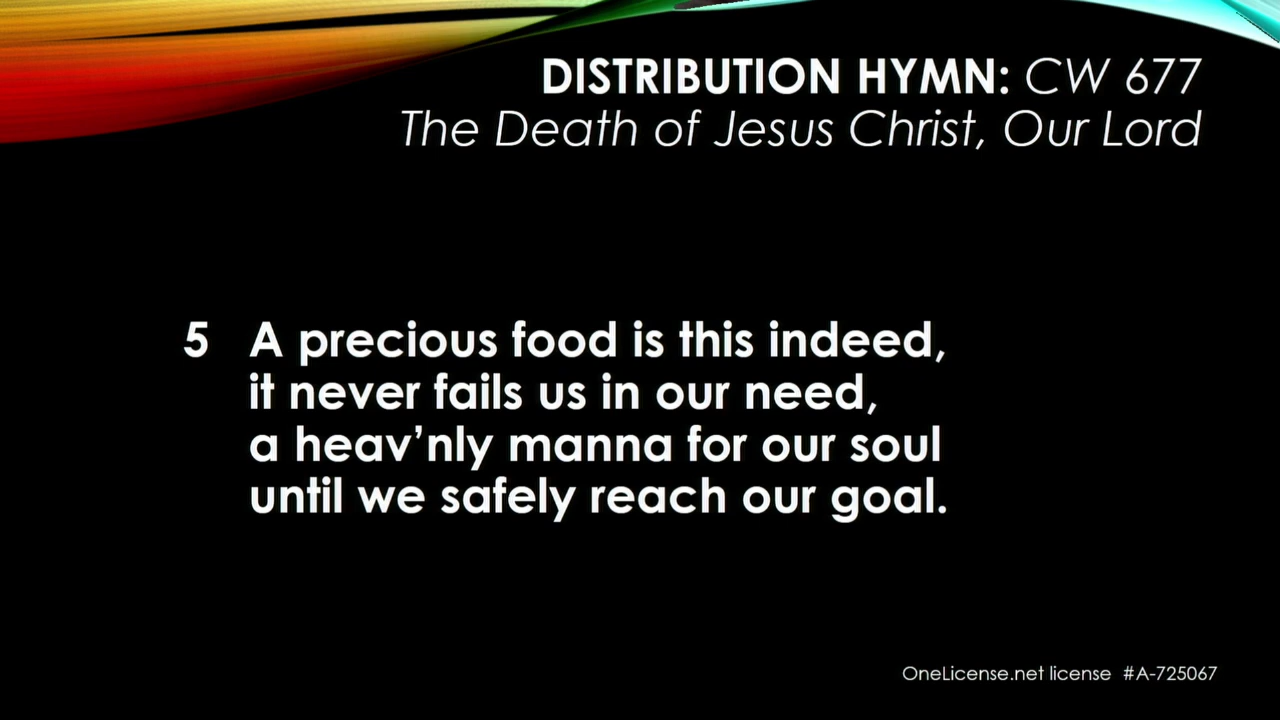 DISTRIBUTION HYMN: CW 677
The Death of Jesus Christ, Our Lord
5 A precious food is this indeed,
it never fails us in our need,
a heav’nly manna for our soul
until we safely reach our goal.
OneLicense.net license #A-725067